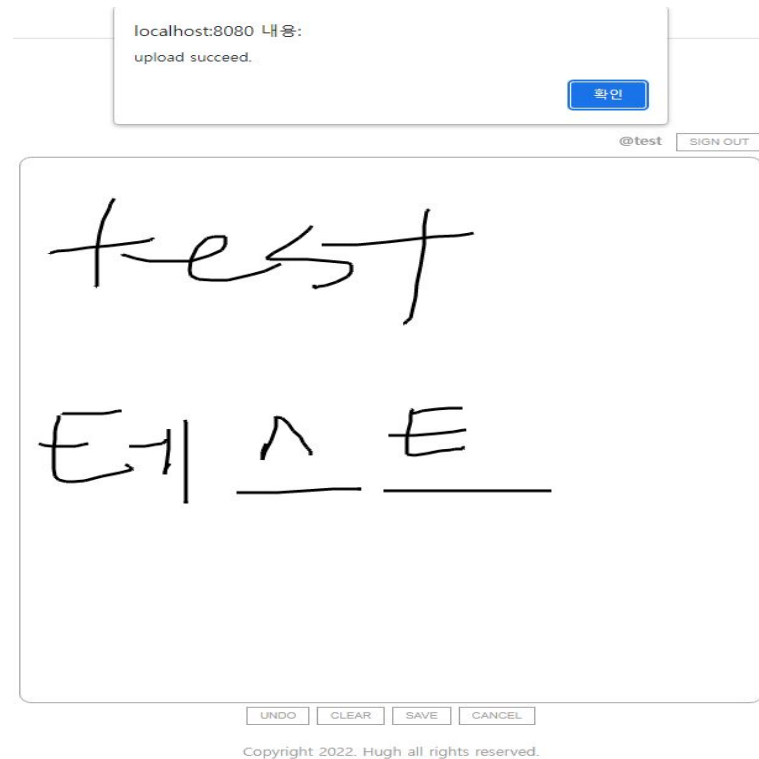 localhost:8080 내용:
upload succeed.
확인
@test SIGN OUT
test
테스트
UNDO CLEAR SAVE CANCEL
Copyright 2022. Hugh all rights reserved.